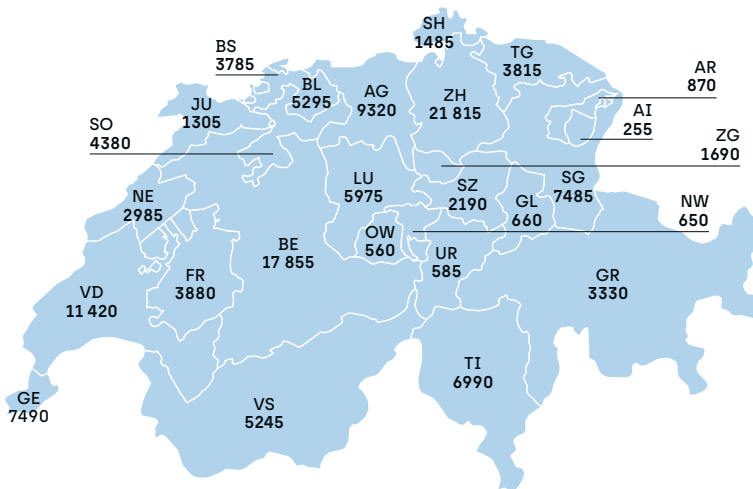 SH
1485
BS
3785
TG
3815
BL
5295
AG
9320
ZH
21 815
AR
870
JU
1305
AI
255
SO
4380
ZG
1690
LU
5975
SZ
2190
GL
660
SG
7485
NE
2985
NW
650
OW
560
BE
17 855
UR
585
FR
3880
GR
3330
VD
11 420
TI
6990
GE
7490
VS
5245